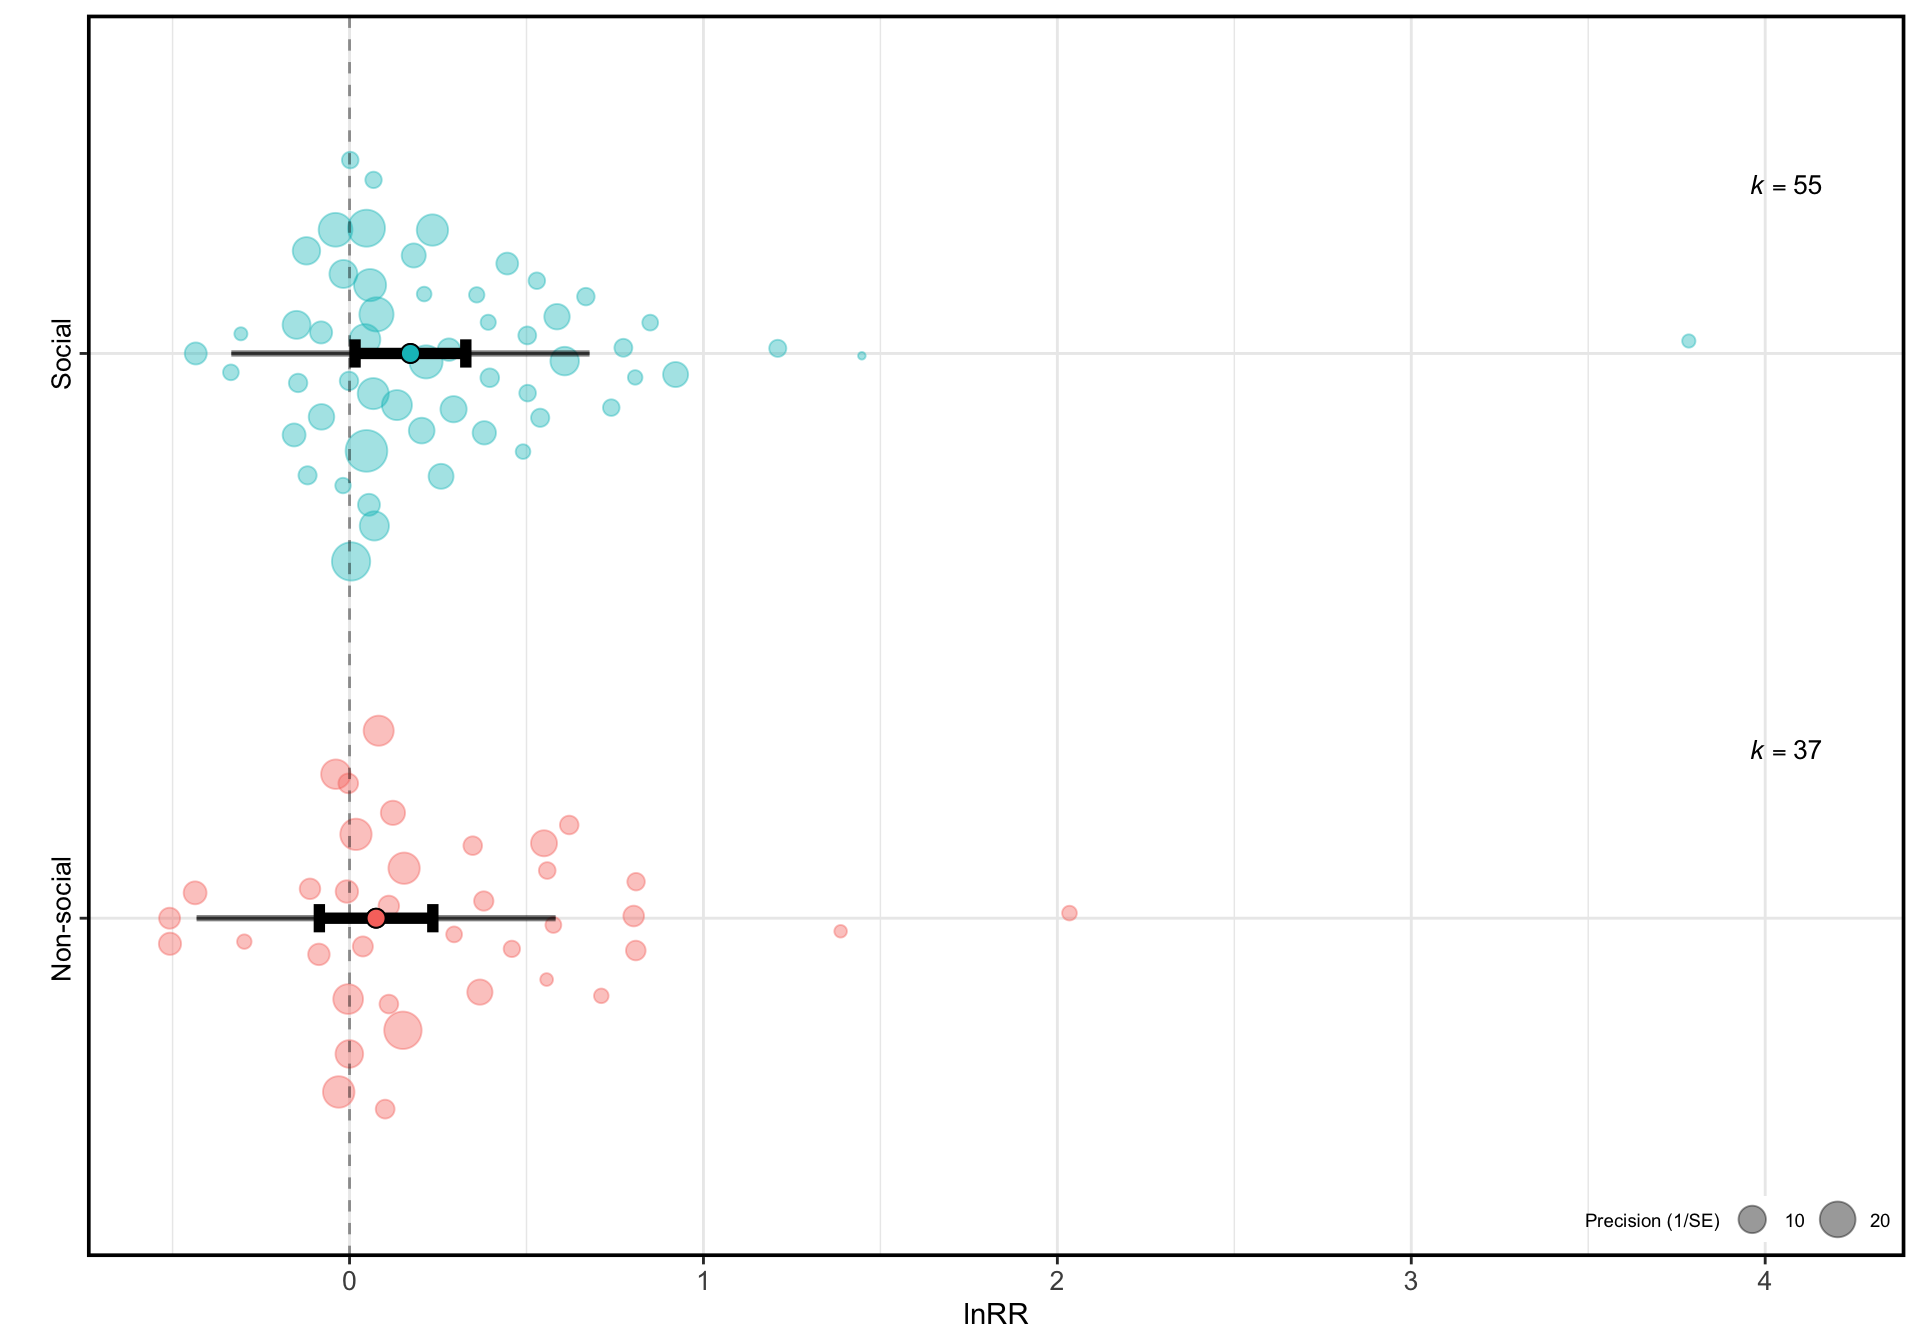 k = 55
Social
k = 37
Non-social
Precision (1/SE) 10 20
0 1 2 3 4
lnRR